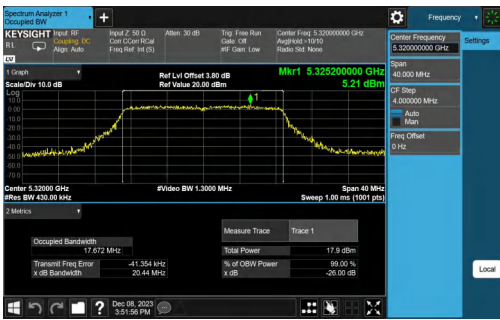 Spectrum Analyzer 1
Occupied BW
+
Frequency
KEYSIGHT
Input: RF
Input Z: 50 Ω
Atten: 30 dB
Trig: Free Run
Center Freq: 5.320000000 GHz
RL
Coupling: DC
Corr CCorr RCal
Gate: Off
Avg|Hold:>10/10
Align: Auto
Freq Ref: Int (S)
#IF Gain: Low
Radio Std: None
LXI
Center Frequency
5.320000000 GHz
Settings
Span
40.000 MHz
CF Step
4.000000 MHz
Auto
Man
Freq Offset
0 Hz
Local
1 Graph
Ref Lvl Offset 3.80 dB
Mkr1 5.325200000 GHz
Scale/Div 10.0 dB
Ref Value 20.00 dBm
5.21 dBm
Log
10.0
0.00
-10.0
-20.0
-30.0
-40.0
-50.0
-60.0
-70.0
1
Center 5.32000 GHz
#Video BW 1.3000 MHz
Span 40 MHz
#Res BW 430.00 kHz
Sweep 1.00 ms (1001 pts)
2 Metrics
Measure Trace
Trace 1
Occupied Bandwidth
17.672 MHz
Total Power
17.9 dBm
Transmit Freq Error
-41.354 kHz
% of OBW Power
99.00 %
x dB Bandwidth
20.44 MHz
x dB
-26.00 dB
?
Dec 08, 2023
3:51:56 PM